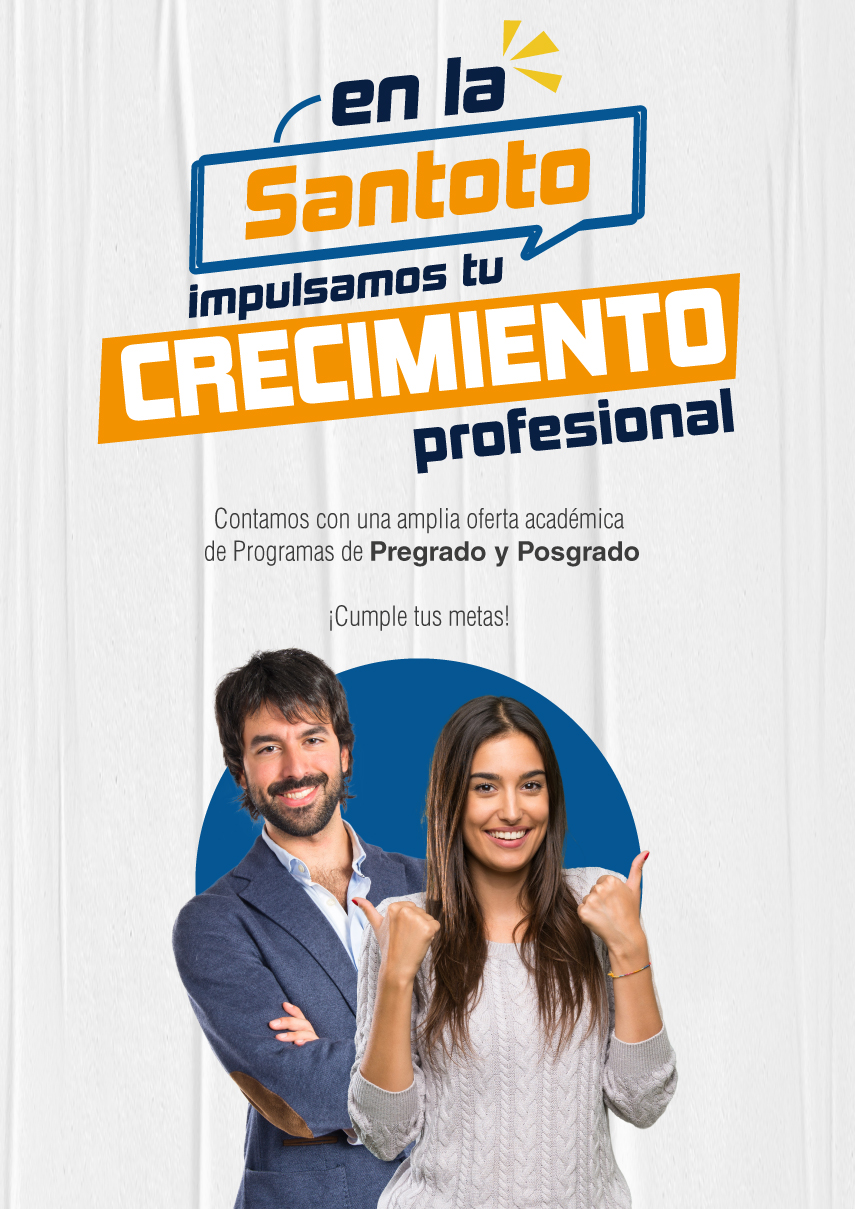 en la
Santoto
impulsamos tu
CRECIMIENTO
profesional
Contamos con una amplia oferta académica
de Programas de Pregrado y Posgrado
¡Cumple tus metas!